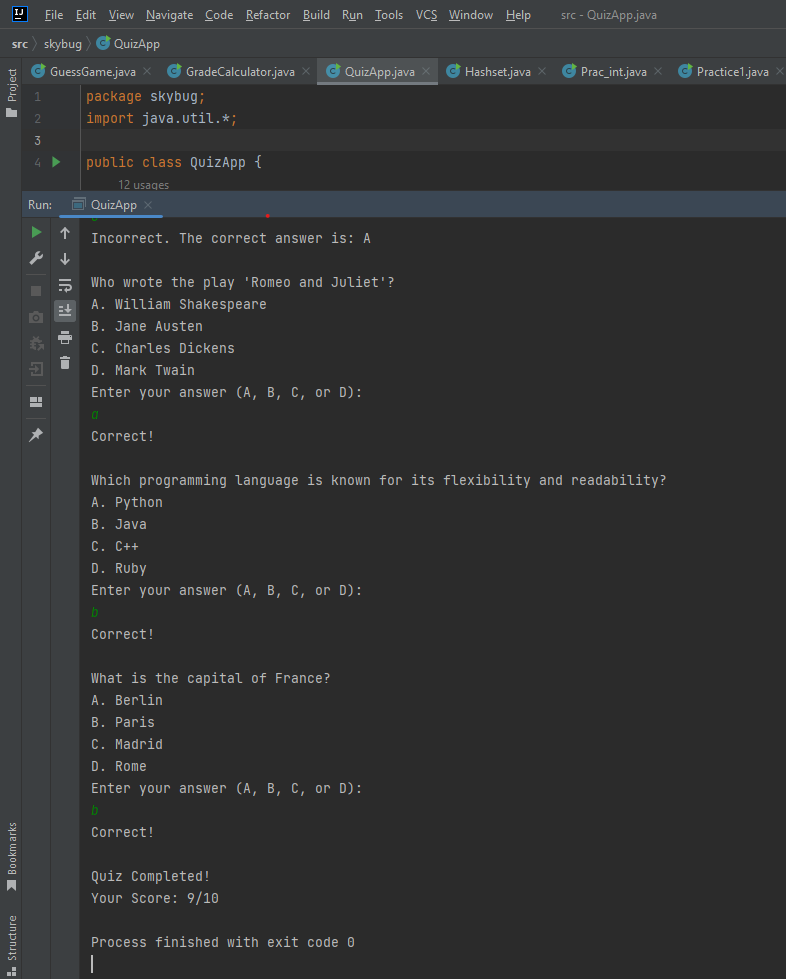 IJ File Edit View Navigate Code Refactor Build Run Tools VCS Window Help src - QuizApp.java
src skybug QuizApp
GuessGame.java GradeCalculator.java QuizApp.java Hashset.java Prac_int.java Practice1.java
Project
1 package skybug;
2 import java.util.*;
3
4 public class QuizApp {
12 usages
Run: QuizApp
Incorrect. The correct answer is: A
Who wrote the play 'Romeo and Juliet'?
A. William Shakespeare
B. Jane Austen
C. Charles Dickens
D. Mark Twain
Enter your answer (A, B, C, or D):
a
Correct!
Which programming language is known for its flexibility and readability?
A. Python
B. Java
C. C++
D. Ruby
Enter your answer (A, B, C, or D):
b
Correct!
What is the capital of France?
A. Berlin
B. Paris
C. Madrid
D. Rome
Enter your answer (A, B, C, or D):
b
Correct!
Quiz Completed!
Your Score: 9/10
Process finished with exit code 0
Bookmarks
Structure